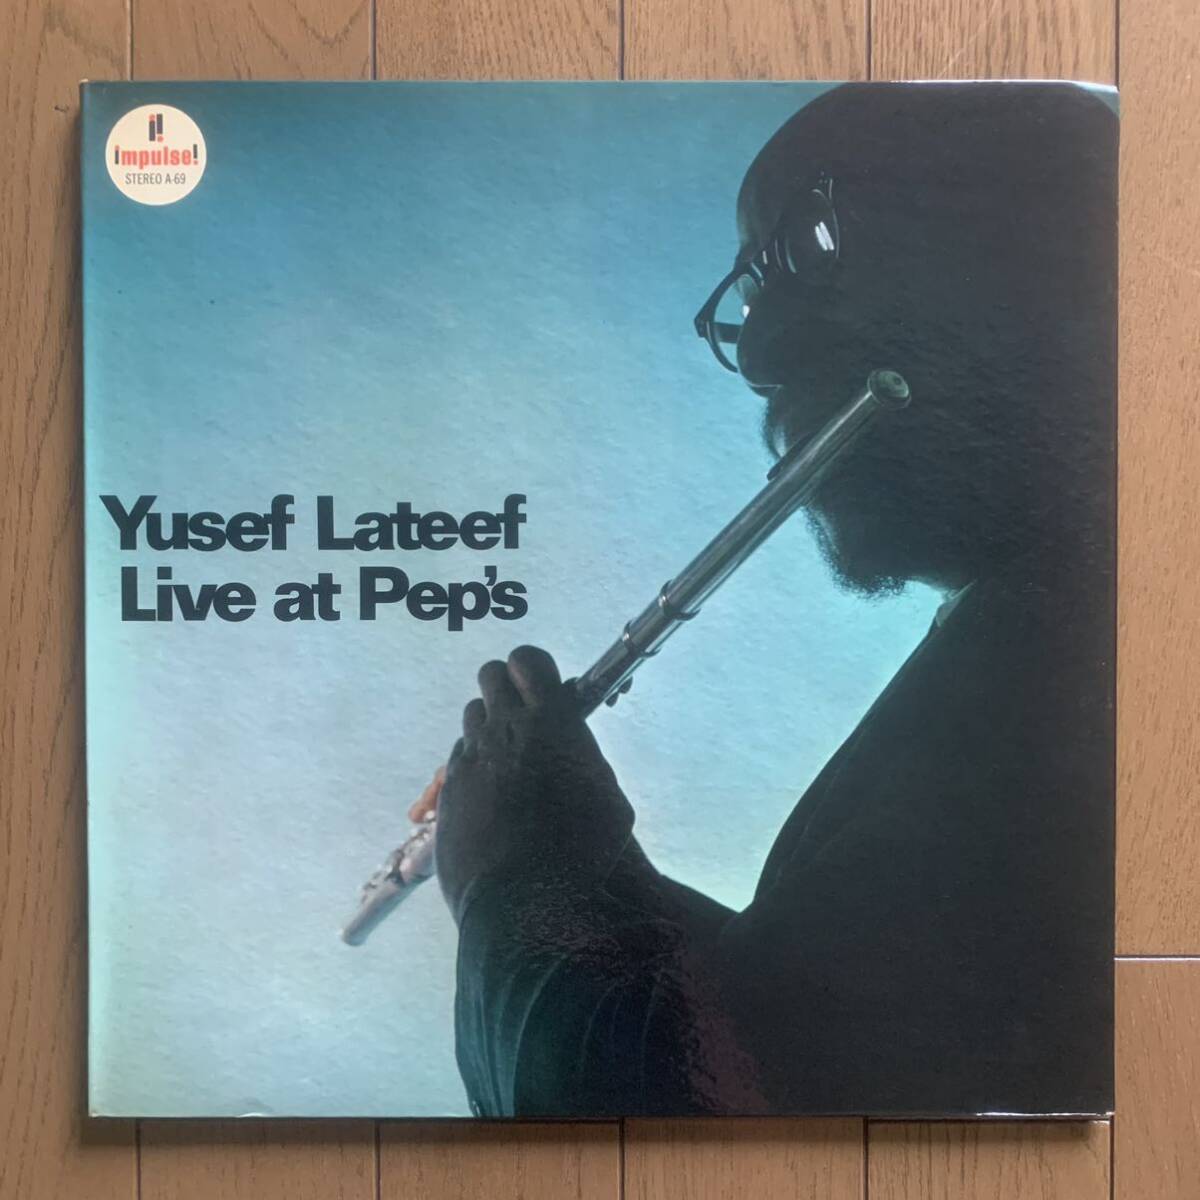 i!
impulse!
STEREO A-69
Yusef Lateef
Live at Pep's